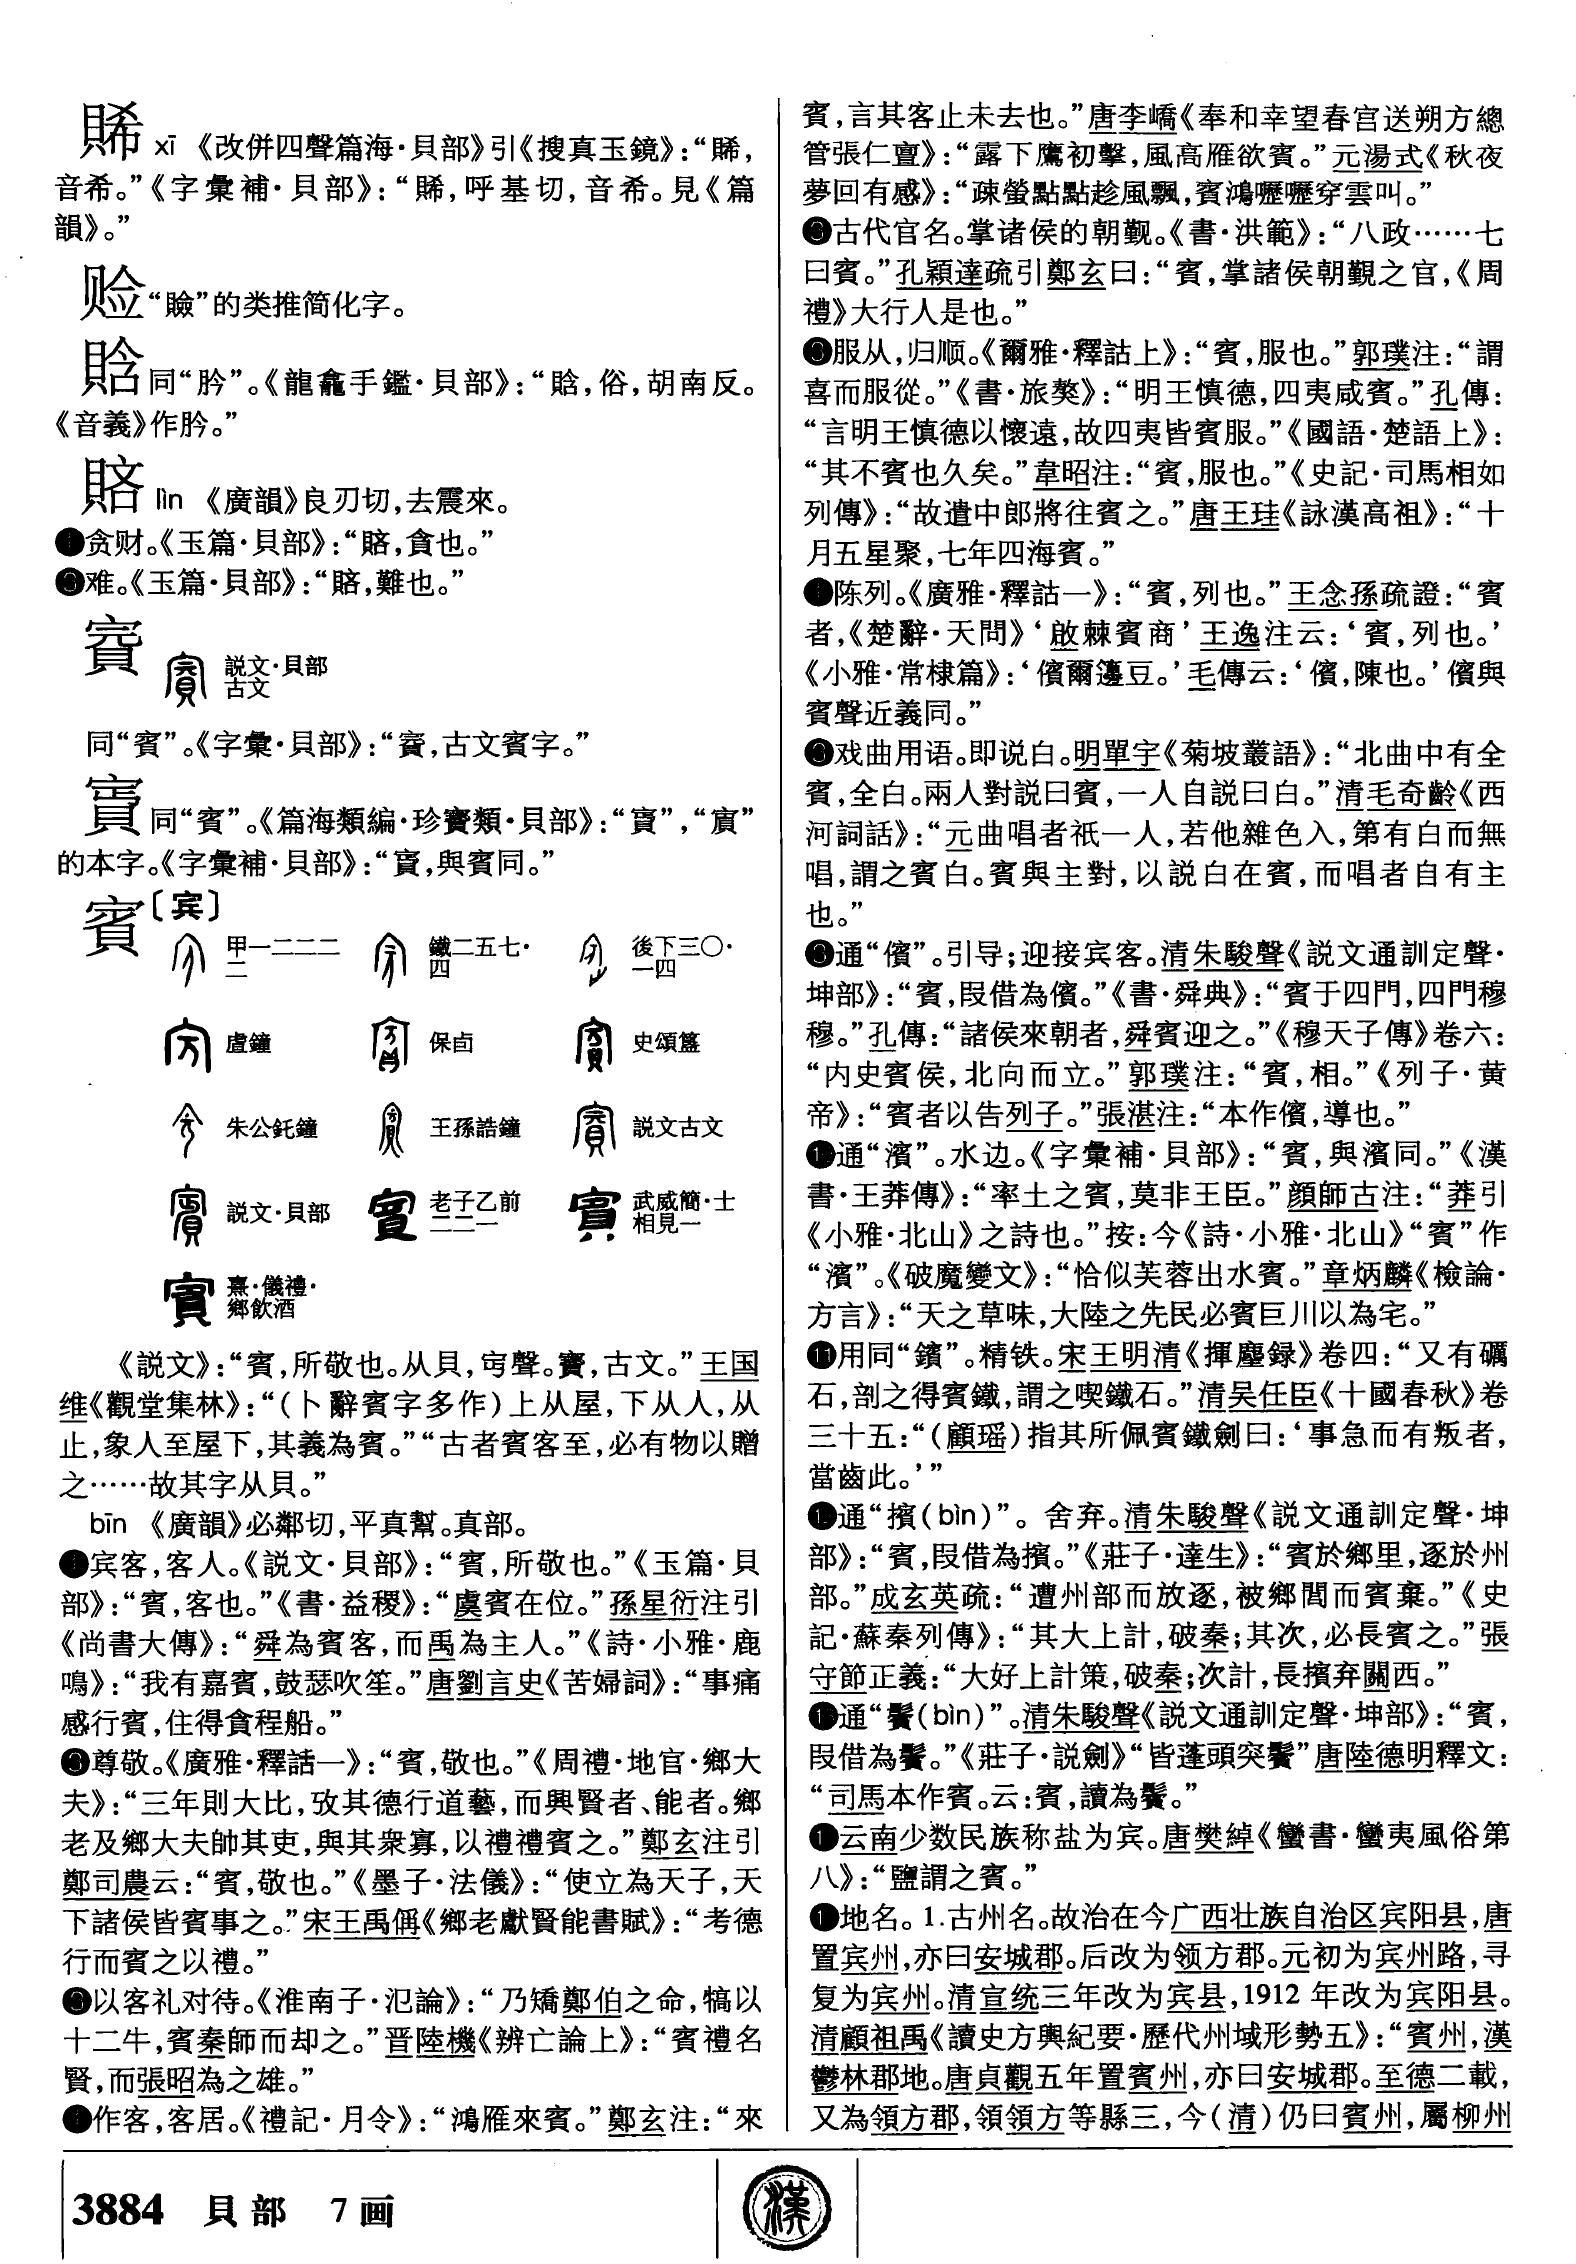 䝱 xī 《改併四聲篇海·貝部》引《搜真玉鏡》：“䝱，
音希。”《字彙補·貝部》：“䝱，呼基切，音希。見《篇
韻》。”
“䝱”的类推简化字。
同“肣”。《龍龕手鑑·貝部》：“，俗，胡南反。
《音義》作肣。”
賂 lìn 《廣韻》良刃切，去震來。
❶贪财。《玉篇·貝部》：“，貪也。”
❷难。《玉篇·貝部》：“，難也。”
説文·貝部
古文
同“賓”。《字彙·貝部》：“，古文賓字。”
同“賓”。《篇海類編·珍寶類·貝部》：“”，“”
的本字。《字彙補·貝部》：“，與賓同。”
賓〔宾〕
甲一二二二二 鐵二五七·四 後下三〇·一四
虘鐘 保卣 史頌簋
朱公釛鐘 王孫誥鐘 説文古文
説文·貝部 老子乙前二二一 武威簡·士相見一
熹·儀禮·鄉飲酒
《説文》：“賓，所敬也。从貝，㝉聲。，古文。”王国
维《觀堂集林》：“（卜辭賓字多作）上从屋，下从人，从
止，象人至屋下，其義為賓。”“古者賓客至，必有物以贈
之……故其字从貝。”
bīn 《廣韻》必鄰切，平真幫。真部。
❶宾客，客人。《説文·貝部》：“賓，所敬也。”《玉篇·貝
部》：“賓，客也。”《書·益稷》：“虞賓在位。”孫星衍注引
《尚書大傳》：“舜為賓客，而禹為主人。”《詩·小雅·鹿
鳴》：“我有嘉賓，鼓瑟吹笙。”唐劉言史《苦婦詞》：“事痛
感行賓，住得貪程船。”
❷尊敬。《廣雅·釋詁一》：“賓，敬也。”《周禮·地官·鄉大
夫》：“三年則大比，攷其德行道藝，而興賢者、能者。鄉
老及鄉大夫帥其吏，與其衆寡，以禮禮賓之。”鄭玄注引
鄭司農云：“賓，敬也。”《墨子·法儀》：“使立為天子，天
下諸侯皆賓事之。”宋王禹偁《鄉老獻賢能書賦》：“考德
行而賓之以禮。”
❸以客礼对待。《淮南子·氾論》：“乃矯鄭伯之命，犒以
十二牛，賓秦師而却之。”晋陸機《辨亡論上》：“賓禮名
賢，而張昭為之雄。”
❹作客，客居。《禮記·月令》：“鴻雁來賓。”鄭玄注：“來
賓，言其客止未去也。”唐李嶠《奉和幸望春宫送朔方總
管張仁亶》：“露下鷹初擊，風高雁欲賓。”元湯式《秋夜
夢回有感》：“疎螢點點趁風飄，賓鴻嚦嚦穿雲叫。”
❺古代官名。掌诸侯的朝觐。《書·洪範》：“八政……七
曰賓。”孔穎達疏引鄭玄曰：“賓，掌諸侯朝覲之官，《周
禮》大行人是也。”
❻服从，归顺。《爾雅·釋詁上》：“賓，服也。”郭璞注：“謂
喜而服從。”《書·旅獒》：“明王慎德，四夷咸賓。”孔傳：
“言明王慎德以懷遠，故四夷皆賓服。”《國語·楚語上》：
“其不賓也久矣。”韋昭注：“賓，服也。”《史記·司馬相如
列傳》：“故遣中郎將往賓之。”唐王珪《詠漢高祖》：“十
月五星聚，七年四海賓。”
❼陈列。《廣雅·釋詁一》：“賓，列也。”王念孫疏證：“賓
者，《楚辭·天問》‘啟棘賓商’王逸注云：‘賓，列也。’
《小雅·常棣篇》：‘儐爾籩豆。’毛傳云：‘儐，陳也。’儐與
賓聲近義同。”
❽戏曲用语。即说白。明單宇《菊坡叢語》：“北曲中有全
賓，全白。兩人對説曰賓，一人自説曰白。”清毛奇齡《西
河詞話》：“元曲唱者衹一人，若他雜色入，第有白而無
唱，謂之賓白。賓與主對，以説白在賓，而唱者自有主
也。”
❾通“儐”。引导；迎接宾客。清朱駿聲《説文通訓定聲·
坤部》：“賓，叚借為儐。”《書·舜典》：“賓于四門，四門穆
穆。”孔傳：“諸侯來朝者，舜賓迎之。”《穆天子傳》卷六：
“内史賓侯，北向而立。”郭璞注：“賓，相。”《列子·黄
帝》：“賓者以告列子。”張湛注：“本作儐，導也。”
❿通“濱”。水边。《字彙補·貝部》：“賓，與濱同。”《漢
書·王莽傳》：“率土之賓，莫非王臣。”顔師古注：“莽引
《小雅·北山》之詩也。”按：今《詩·小雅·北山》“賓”作
“濱”。《破魔變文》：“恰似芙蓉出水賓。”章炳麟《檢論·
方言》：“天之草味，大陸之先民必賓巨川以為宅。”
⓫用同“鑌”。精铁。宋王明清《揮麈録》卷四：“又有礪
石，剖之得賓鐵，謂之喫鐵石。”清吴任臣《十國春秋》卷
三十五：“（顧瑶）指其所佩賓鐵劍曰：‘事急而有叛者，
當齒此。’”
⓬通“擯（bìn）”。舍弃。清朱駿聲《説文通訓定聲·坤
部》：“賓，叚借為擯。”《莊子·達生》：“賓於鄉里，逐於州
部。”成玄英疏：“遭州部而放逐，被鄉閭而賓棄。”《史
記·蘇秦列傳》：“其大上計，破秦；其次，必長賓之。”張
守節正義：“大好上計策，破秦；次計，長擯弃關西。”
⓭通“鬢（bìn）”。清朱駿聲《説文通訓定聲·坤部》：“賓，
叚借為鬢。”《莊子·説劍》“皆蓬頭突鬢”唐陸德明釋文：
“司馬本作賓。云：賓，讀為鬢。”
⓮云南少数民族称盐为宾。唐樊綽《蠻書·蠻夷風俗第
八》：“鹽謂之賓。”
⓯地名。1.古州名。故治在今广西壮族自治区宾阳县，唐
置宾州，亦曰安城郡。后改为领方郡。元初为宾州路，寻
复为宾州。清宣统三年改为宾县，1912 年改为宾阳县。
清顧祖禹《讀史方輿紀要·歷代州域形勢五》：“賓州，漢
鬱林郡地。唐貞觀五年置賓州，亦曰安城郡。至德二載，
又為領方郡，領領方等縣三，今（清）仍曰賓州，屬柳州
3884 貝部 7画
漢